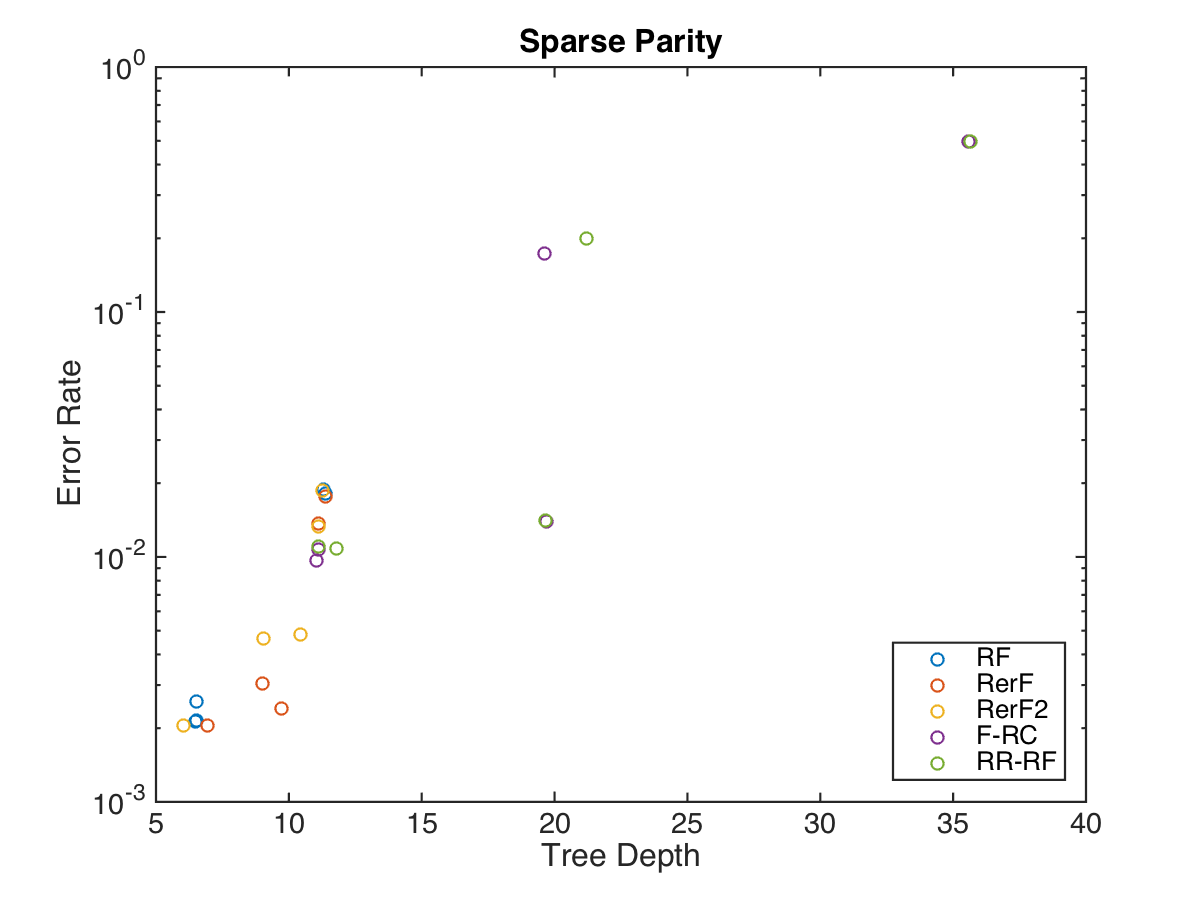 Sparse Parity
10^0
10^-1
10^-2
10^-3
Error Rate
5 10 15 20 25 30 35 40
Tree Depth
RF
RerF
RerF2
F-RC
RR-RF